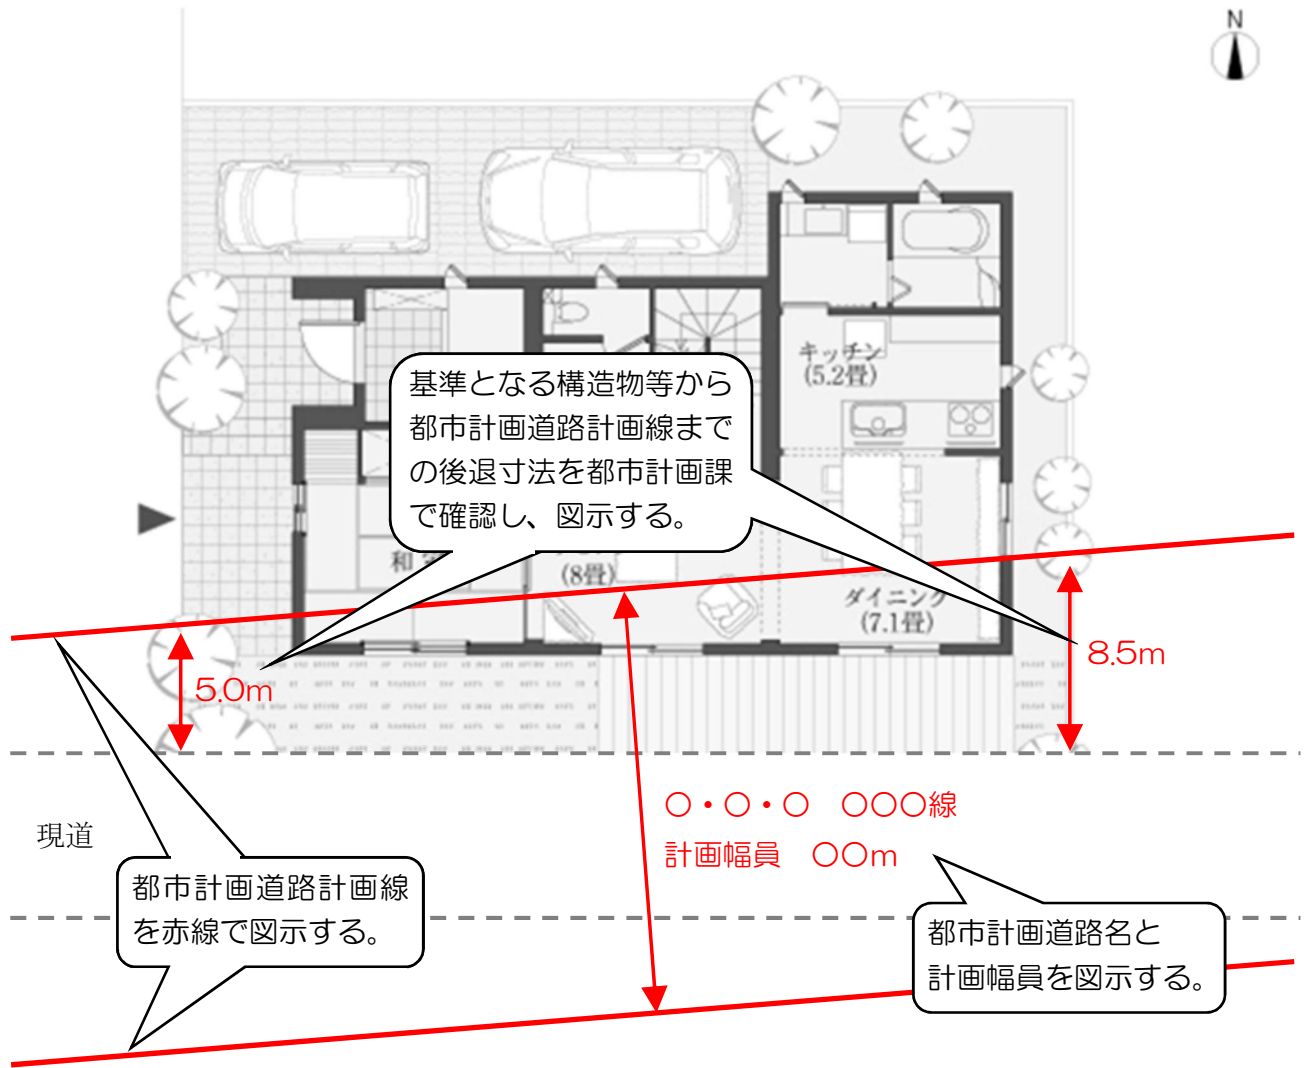 N
キッチン
(5.2畳)
基準となる構造物等から
都市計画道路計画線まで
の後退寸法を都市計画課
で確認し、図示する。
和
(8畳)
ダイニング
(7.1畳)
5.0m
8.5m
現道
〇・〇・〇　〇〇〇線
計画幅員　〇〇m
都市計画道路計画線
を赤線で図示する。
都市計画道路名と
計画幅員を図示する。